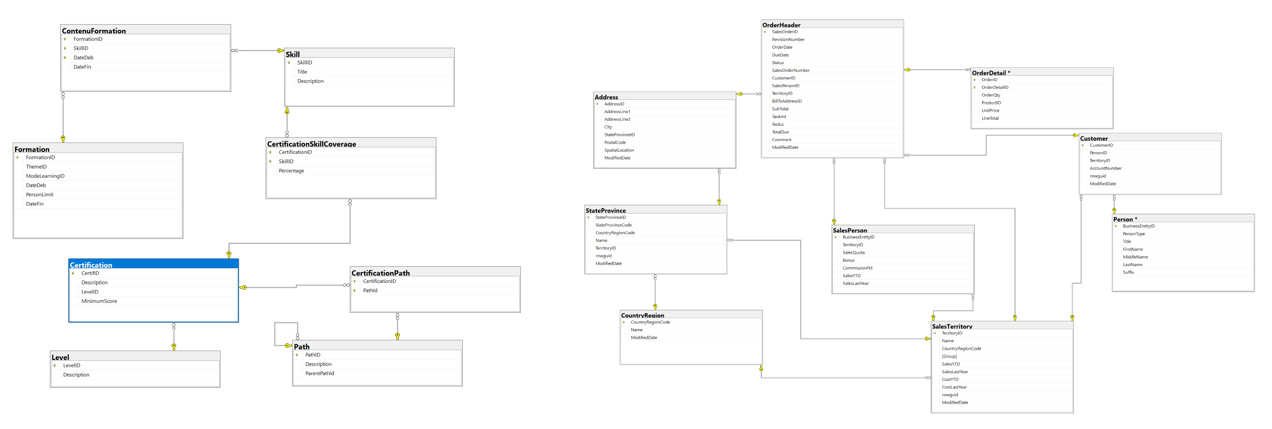 ContenuFormation
FormationID
SkillID
DateDeb
DateFin
Skill
SkillID
Title
Description
Formation
FormationID
ThemeID
ModeLearningID
DateDeb
PersonLimit
DateFin
CertificationSkillCoverage
CertificationID
SkillID
Percentage
Certification
CertifID
Description
LevelID
MinimumScore
CertificationPath
CertificationID
PathId
Level
LevelID
Description
Path
PathID
Description
ParentPathId
OrderHeader
SalesOrderID
RevisionNumber
OrderDate
DueDate
Status
SalesOrderNumber
CustomerID
SalesPersonID
TerritoryID
BillToAddressID
SubTotal
TaxAmt
TotalDue
Comment
ModifiedDate
OrderDetail *
OrderID
OrderDetailID
OrderQty
ProductID
UnitPrice
LineTotal
Address
AddressID
AddressLine1
AddressLine2
City
StateProvinceID
PostalCode
SpatialLocation
ModifiedDate
Customer
CustomerID
PersonID
TerritoryID
AccountNumber
rowguid
ModifiedDate
StateProvince
StateProvinceID
StateProvinceCode
CountryRegionCode
Name
TerritoryID
rowguid
ModifiedDate
SalesPerson
BusinessEntityID
TerritoryID
SalesQuota
Bonus
CommissionPct
SalesYTD
SalesLastYear
Person *
BusinessEntityID
PersonType
Title
FirstName
MiddleName
LastName
Suffix
CountryRegion
CountryRegionCode
Name
ModifiedDate
SalesTerritory
TerritoryID
Name
CountryRegionCode
[Group]
SalesYTD
SalesLastYear
CostYTD
CostLastYear
rowguid
ModifiedDate